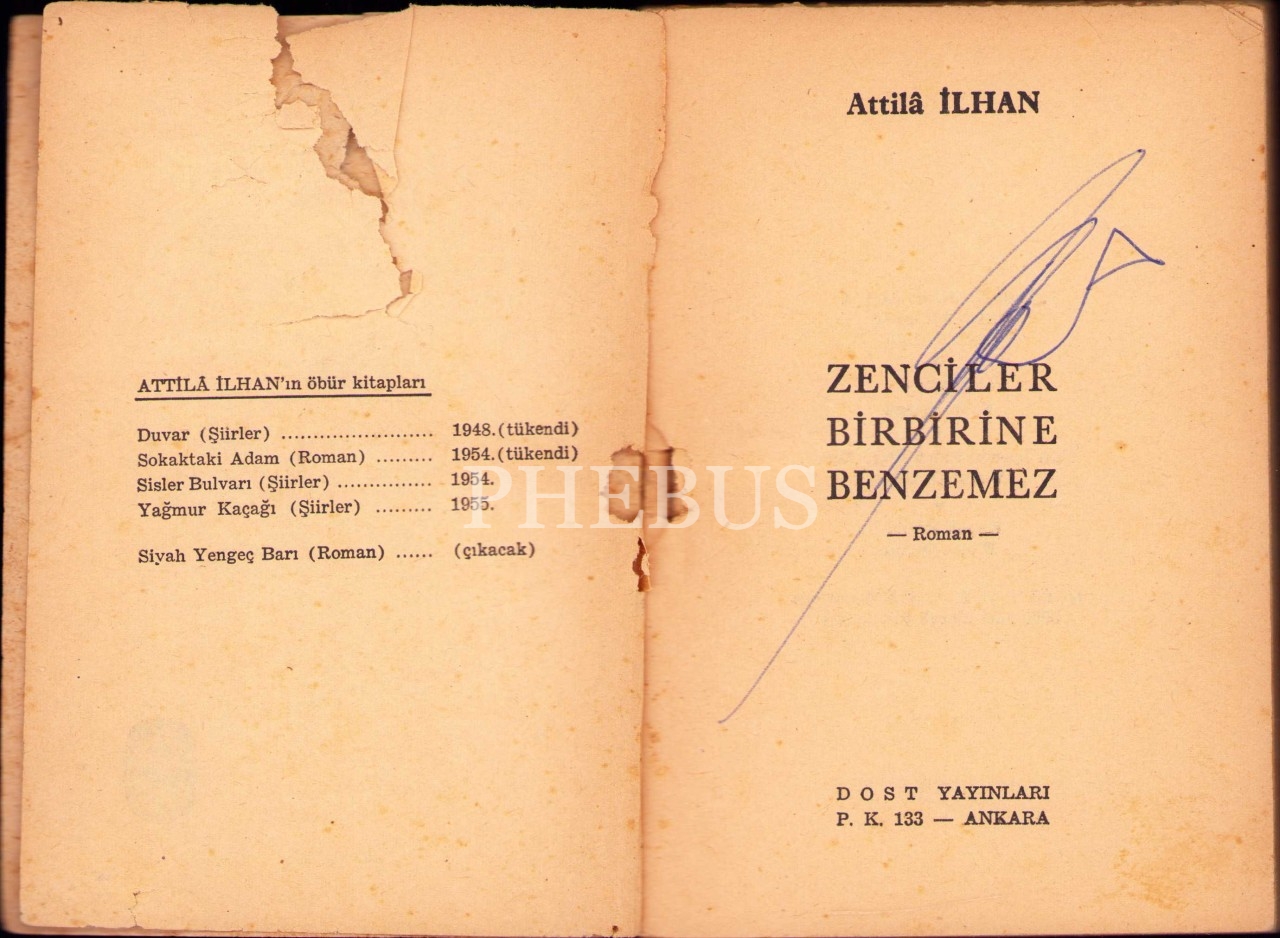 ATTİLÂ İLHAN'ın öbür kitapları
Duvar (Şiirler) ........................ 1948.(tükendi)
Sokaktaki Adam (Roman) ......... 1954.(tükendi)
Sisler Bulvarı (Şiirler) ............... 1954.
Yağmur Kaçağı (Şiirler) ......... 1955.
Siyah Yengeç Barı (Roman) ...... (çıkacak)
Attilâ İLHAN
ZENCİLER
BİRBİRİNE
BENZEMEZ
— Roman —
DOST YAYINLARI
P. K. 133 — ANKARA
PHEBUS